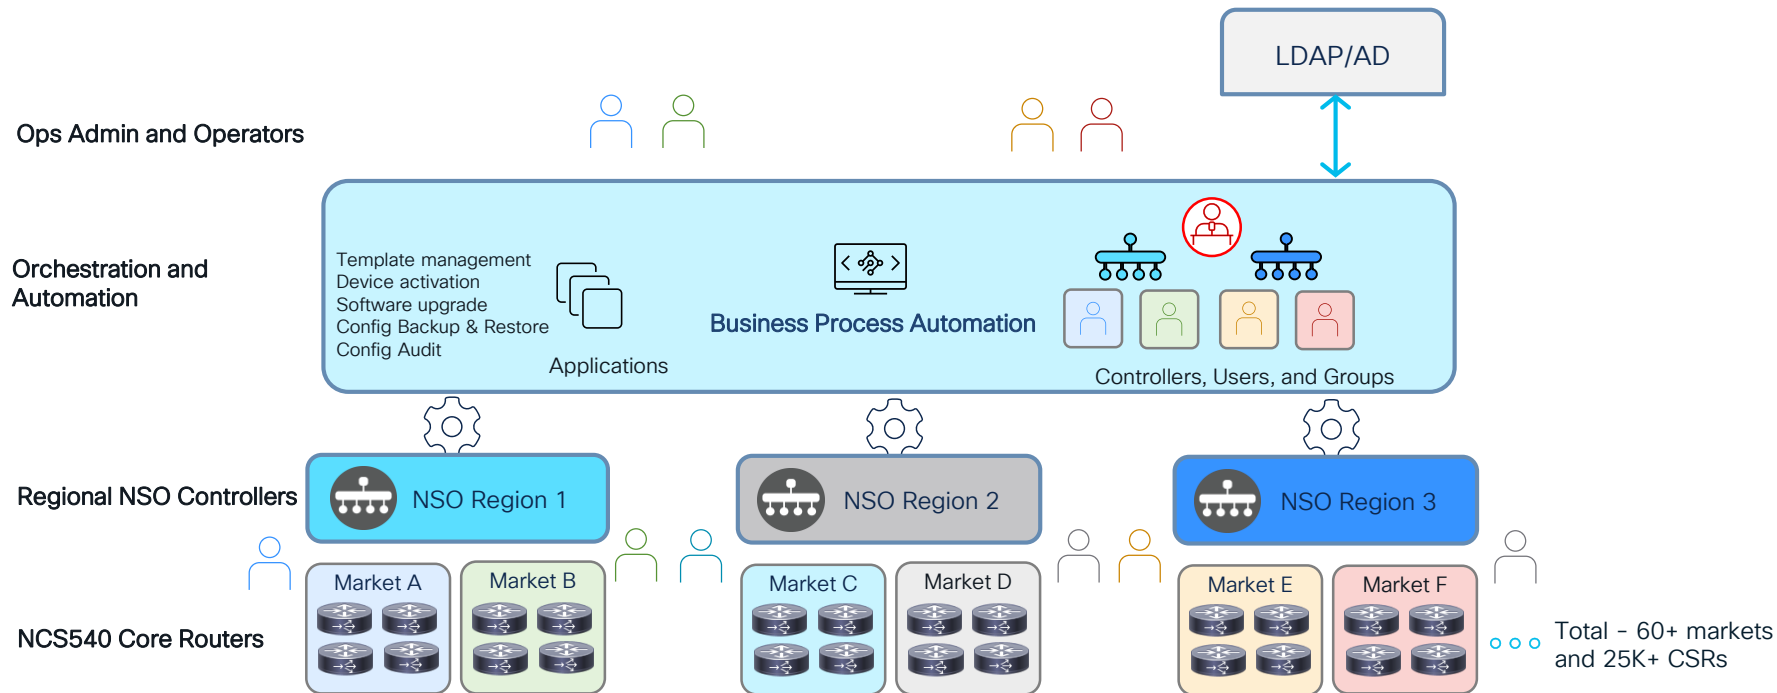 LDAP/AD
Ops Admin and Operators
Orchestration and
Automation
Template management
Device activation
Software upgrade
Config Backup & Restore
Config Audit
Applications
Business Process Automation
Controllers, Users, and Groups
Regional NSO Controllers
NSO Region 1
NSO Region 2
NSO Region 3
Market A
Market B
Market C
Market D
Market E
Market F
NCS540 Core Routers
Total - 60+ markets
and 25K+ CSRs